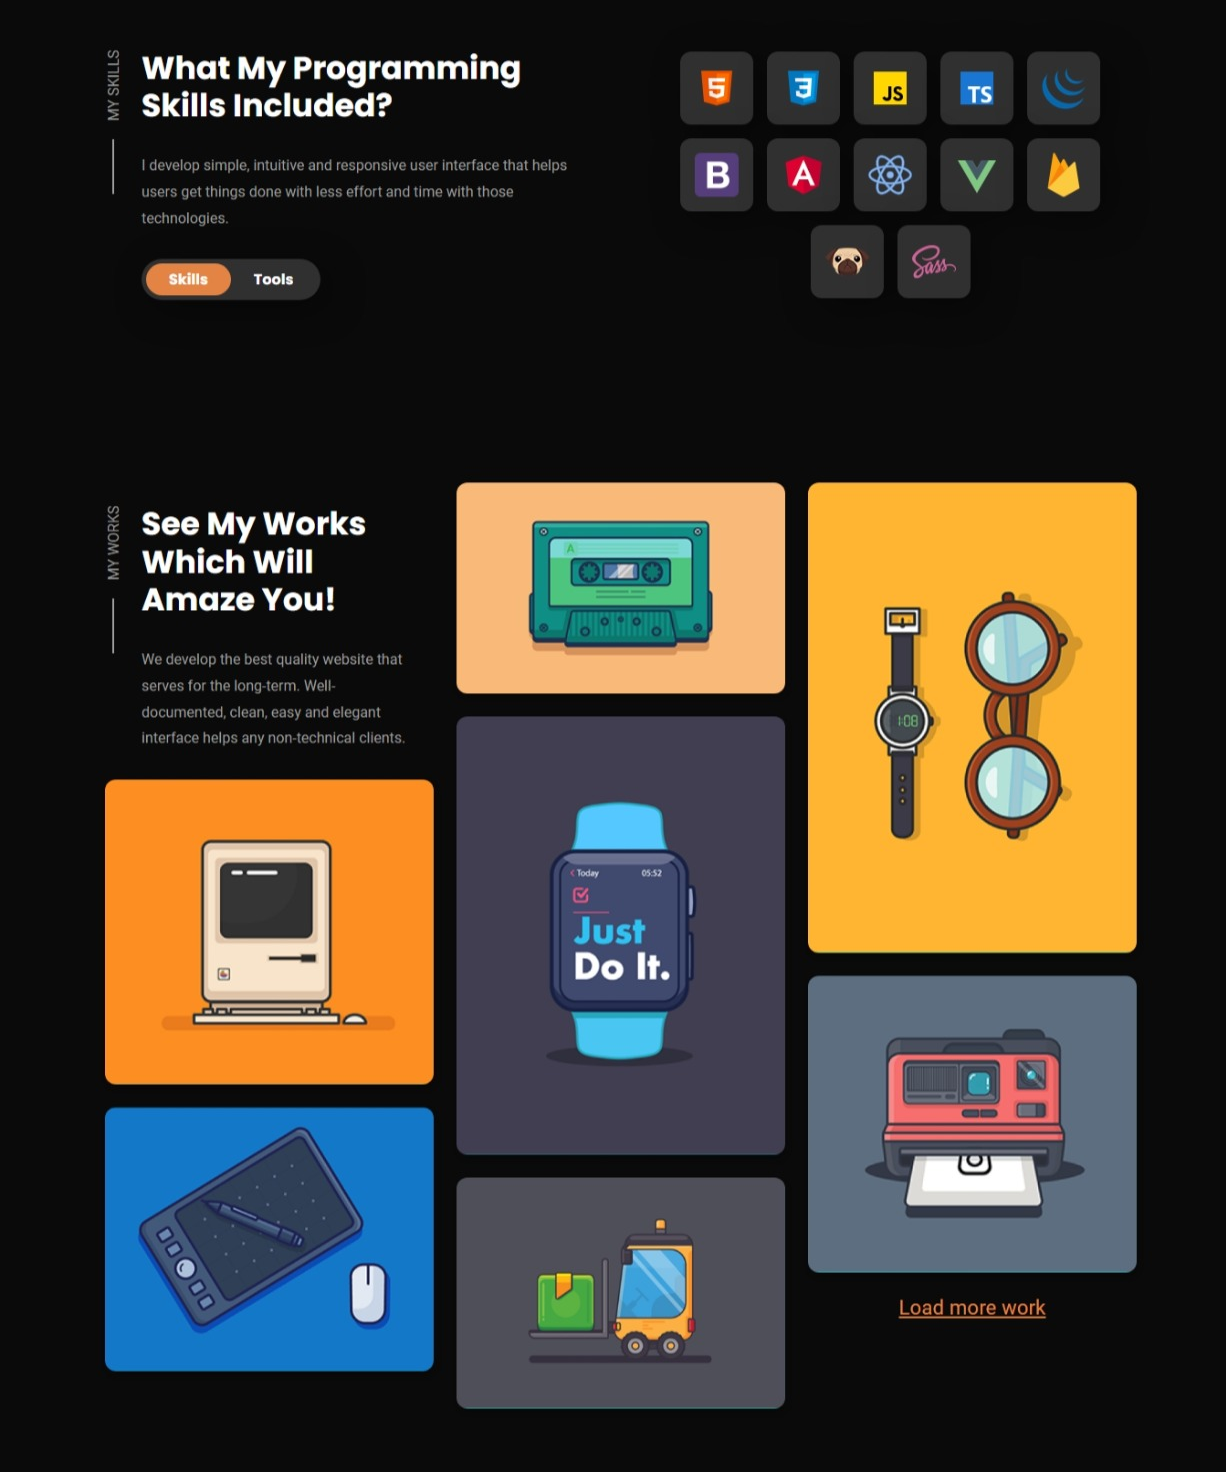 MY SKILLS
What My Programming
Skills Included?
I develop simple, intuitive and responsive user interface that helps
users get things done with less effort and time with those
technologies.
Skills
Tools
5
3
JS
TS
B
A
Sass
MY WORKS
See My Works
Which Will
Amaze You!
We develop the best quality website that
serves for the long-term. Well-
documented, clean, easy and elegant
interface helps any non-technical clients.
A
< Today 05:52
Just
Do It.
1:08
Load more work